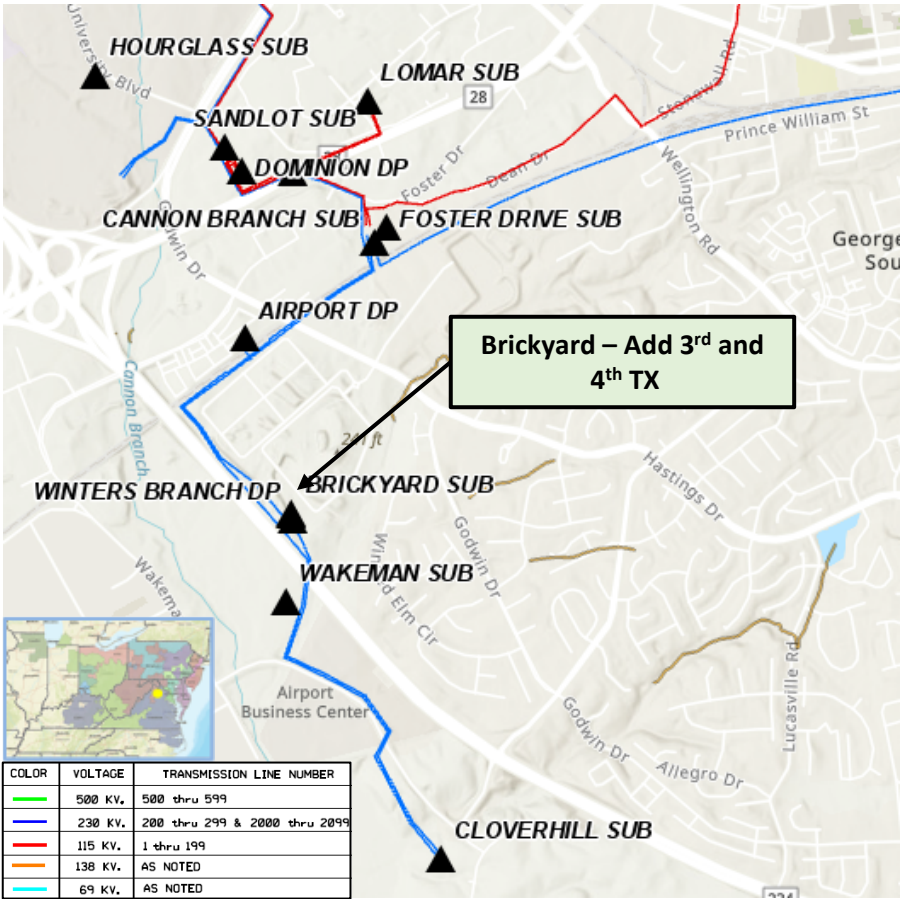 University Blvd
HOURGLASS SUB
LOMAR SUB
28
Stonewall Rd
SANDLOT SUB
Prince William St
DOMINION DP
Foster Dr
Dean Dr
Wellington Rd
CANNON BRANCH SUB
FOSTER DRIVE SUB
Godwin Dr
George
Sou
AIRPORT DP
Brickyard – Add 3rd and
4th TX
Cannon Branch
241 ft
Hastings Dr
WINTERS BRANCH DP
BRICKYARD SUB
Godwin Dr
Wakema
WAKEMAN SUB
Elm Cir
Lucasville Rd
Airport
Business Center
Godwin Dr
Allegro Dr
CLOVERHILL SUB
234
COLOR VOLTAGE TRANSMISSION LINE NUMBER
500 KV. 500 thru 599
230 KV. 200 thru 299 & 2000 thru 2099
115 KV. 1 thru 199
138 KV. AS NOTED
69 KV. AS NOTED